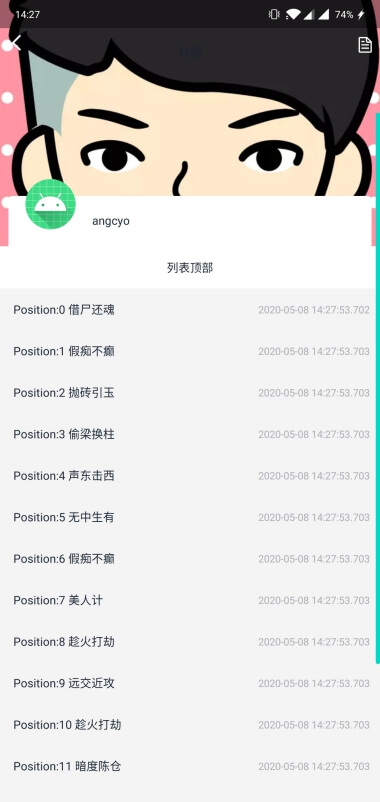 14:27
74%
angcyo
列表顶部
Position:0 借尸还魂 2020-05-08 14:27:53.702
Position:1 假痴不癫 2020-05-08 14:27:53.703
Position:2 抛砖引玉 2020-05-08 14:27:53.703
Position:3 偷梁换柱 2020-05-08 14:27:53.703
Position:4 声东击西 2020-05-08 14:27:53.703
Position:5 无中生有 2020-05-08 14:27:53.703
Position:6 假痴不癫 2020-05-08 14:27:53.703
Position:7 美人计 2020-05-08 14:27:53.703
Position:8 趁火打劫 2020-05-08 14:27:53.703
Position:9 远交近攻 2020-05-08 14:27:53.703
Position:10 趁火打劫 2020-05-08 14:27:53.703
Position:11 暗度陈仓 2020-05-08 14:27:53.703